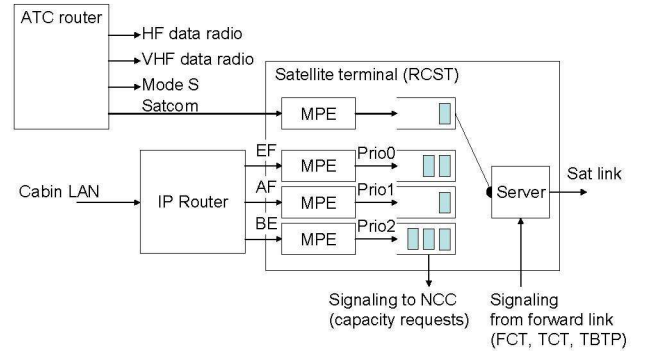 ATC router
HF data radio
VHF data radio
Mode S
Satcom
Satellite terminal (RCST)
MPE
EF
MPE
Prio0
Cabin LAN
IP Router
AF
MPE
Prio1
BE
MPE
Prio2
Server
Sat link
Signaling to NCC
(capacity requests)
Signaling
from forward link
(FCT, TCT, TBTP)